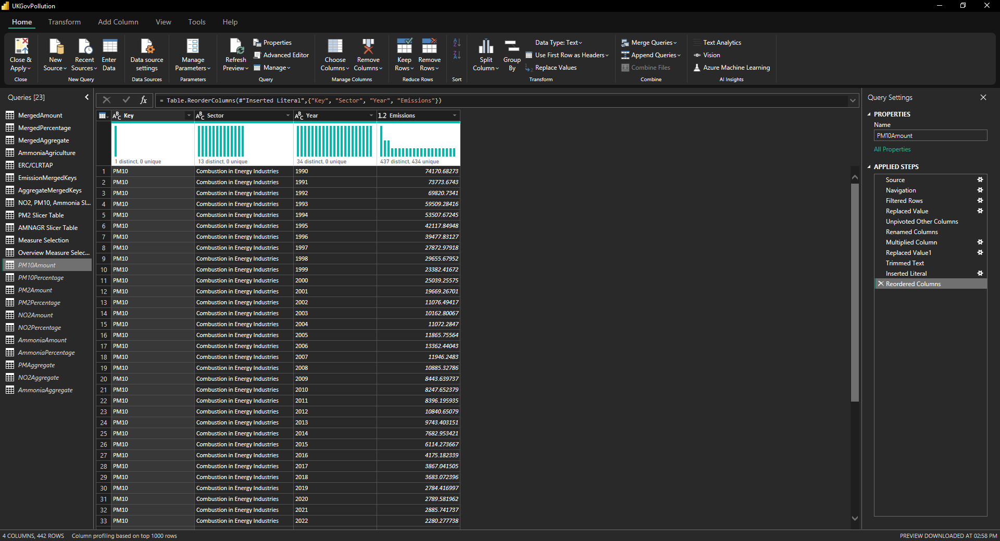 UKGovPollution
Home Transform Add Column View Tools Help
Close & Apply
Close
New Source
Recent Sources
Enter Data
New Query
Data source settings
Data Sources
Manage Parameters
Parameters
Refresh Preview
Properties
Advanced Editor
Manage
Query
Choose Columns
Remove Columns
Manage Columns
Keep Rows
Remove Rows
Reduce Rows
Sort
Split Column
Group By
Data Type: Text
Use First Row as Headers
Replace Values
Transform
Merge Queries
Append Queries
Combine Files
Combine
Text Analytics
Vision
Azure Machine Learning
AI Insights
Queries [23]
MergedAmount
MergedPercentage
MergedAggregate
AmmoniaAgriculture
ERC/CLRTAP
EmissionMergedKeys
AggregateMergedKeys
NO2, PM10, Ammonia Sl...
PM2 Slicer Table
AMNAGR Slicer Table
Measure Selection
Overview Measure Selec...
PM10Amount
PM10Percentage
PM2Amount
PM2Percentage
NO2Amount
NO2Percentage
AmmoniaAmount
AmmoniaPercentage
PMAggregate
NO2Aggregate
AmmoniaAggregate
fx = Table.ReorderColumns(#"Inserted Literal",{"Key", "Sector", "Year", "Emissions"})
ABC Key ABC Sector ABC Year 1.2 Emissions
1 distinct, 0 unique 13 distinct, 0 unique 34 distinct, 0 unique 437 distinct, 434 unique
1 PM10 Combustion in Energy Industries 1990 74170.68273
2 PM10 Combustion in Energy Industries 1991 73773.6743
3 PM10 Combustion in Energy Industries 1992 69820.7341
4 PM10 Combustion in Energy Industries 1993 59509.28416
5 PM10 Combustion in Energy Industries 1994 53507.67245
6 PM10 Combustion in Energy Industries 1995 42117.84948
7 PM10 Combustion in Energy Industries 1996 39477.83127
8 PM10 Combustion in Energy Industries 1997 27872.97918
9 PM10 Combustion in Energy Industries 1998 29655.67952
10 PM10 Combustion in Energy Industries 1999 23382.41672
11 PM10 Combustion in Energy Industries 2000 25039.25575
12 PM10 Combustion in Energy Industries 2001 19669.26701
13 PM10 Combustion in Energy Industries 2002 11076.49417
14 PM10 Combustion in Energy Industries 2003 10162.80067
15 PM10 Combustion in Energy Industries 2004 11072.2847
16 PM10 Combustion in Energy Industries 2005 11865.75564
17 PM10 Combustion in Energy Industries 2006 13362.44043
18 PM10 Combustion in Energy Industries 2007 11946.2483
19 PM10 Combustion in Energy Industries 2008 10885.32786
20 PM10 Combustion in Energy Industries 2009 8443.639737
21 PM10 Combustion in Energy Industries 2010 8247.652379
22 PM10 Combustion in Energy Industries 2011 8396.195935
23 PM10 Combustion in Energy Industries 2012 10840.65079
24 PM10 Combustion in Energy Industries 2013 9743.403151
25 PM10 Combustion in Energy Industries 2014 7682.953421
26 PM10 Combustion in Energy Industries 2015 6114.273667
27 PM10 Combustion in Energy Industries 2016 4175.182339
28 PM10 Combustion in Energy Industries 2017 3867.041505
29 PM10 Combustion in Energy Industries 2018 3683.072396
30 PM10 Combustion in Energy Industries 2019 2784.416997
31 PM10 Combustion in Energy Industries 2020 2789.581962
32 PM10 Combustion in Energy Industries 2021 2885.741737
33 PM10 Combustion in Energy Industries 2022 2280.277738
Query Settings
PROPERTIES
Name
PM10Amount
All Properties
APPLIED STEPS
Source
Navigation
Filtered Rows
Replaced Value
Unpivoted Other Columns
Renamed Columns
Multiplied Column
Replaced Value1
Trimmed Text
Inserted Literal
Reordered Columns
4 COLUMNS, 442 ROWS Column profiling based on top 1000 rows
PREVIEW DOWNLOADED AT 02:58 PM